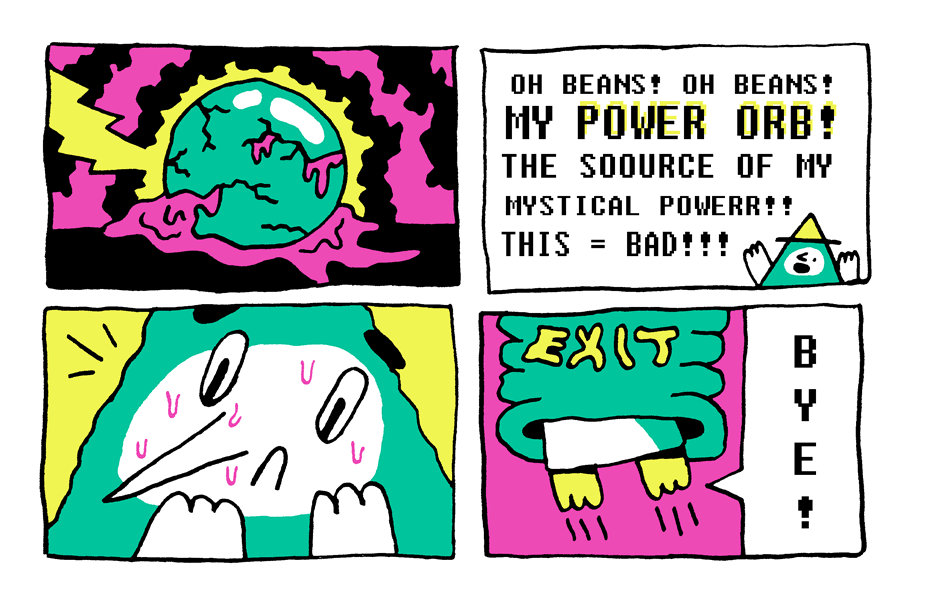 OH BEANS! OH BEANS!
MY POWER ORB!
THE SOOURCE OF MY
MYSTICAL POWERR!!
THIS = BAD!!!
EXIT
B
Y
E
!